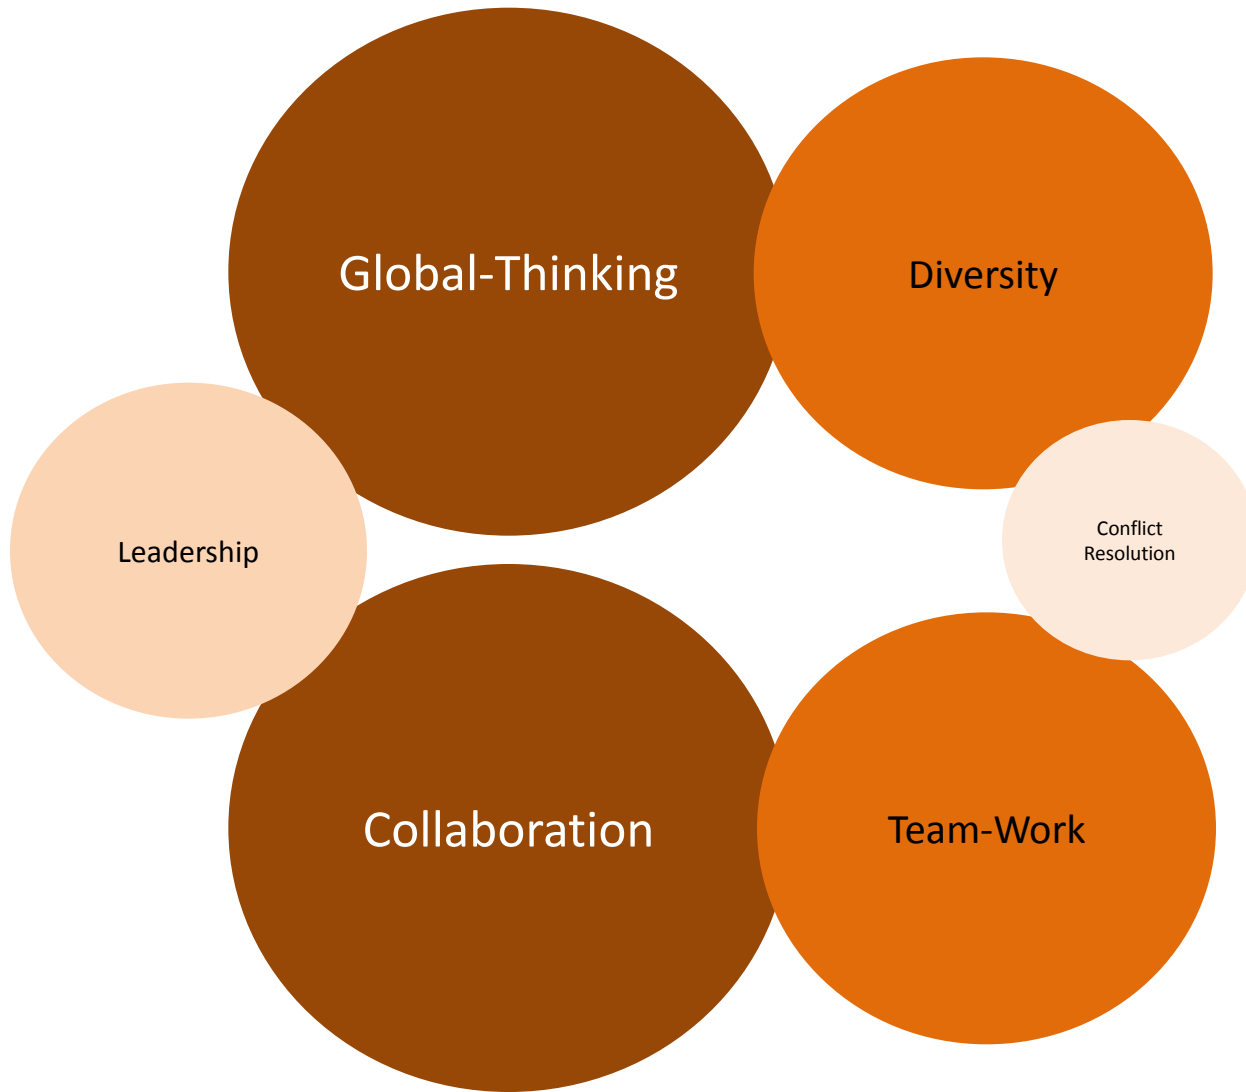 Global-Thinking
Diversity
Leadership
Conflict
Resolution
Collaboration
Team-Work